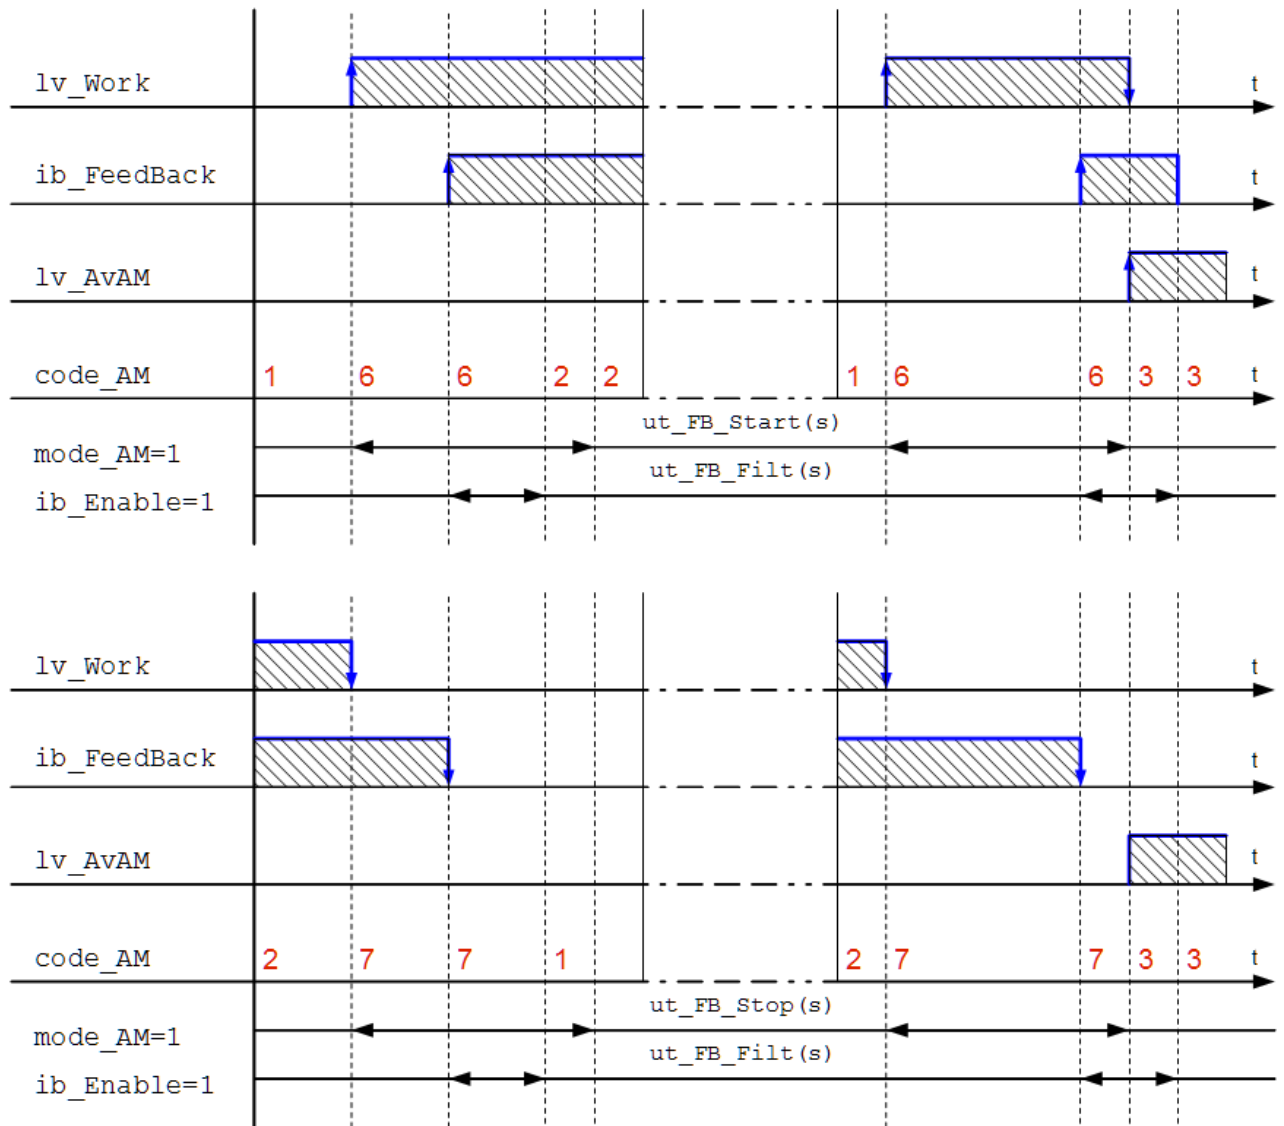 lv_Work t t
ib_FeedBack t
lv_AvAM t
code_AM 1 6 6 2 2 1 6 6 3 3 t
ut_FB_Start(s)
mode_AM=1
ut_FB_Filt(s)
ib_Enable=1
lv_Work t
ib_FeedBack t
lv_AvAM t
code_AM 2 7 7 1 2 7 7 3 3 t
ut_FB_Stop(s)
mode_AM=1
ut_FB_Filt(s)
ib_Enable=1